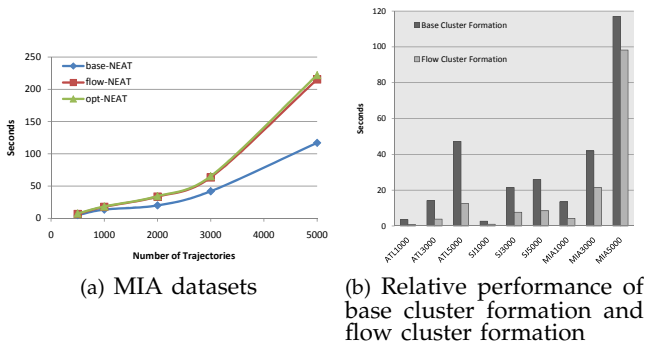 250
200
150
100
50
0
Seconds
base-NEAT
flow-NEAT
opt-NEAT
0 1000 2000 3000 4000 5000
Number of Trajectories
(a) MIA datasets
120
100
80
60
40
20
0
Seconds
Base Cluster Formation
Flow Cluster Formation
ATL1000 ATL3000 ATL5000 SJ1000 SJ3000 SJ5000 MIA1000 MIA3000 MIA5000
(b) Relative performance of
base cluster formation and
flow cluster formation